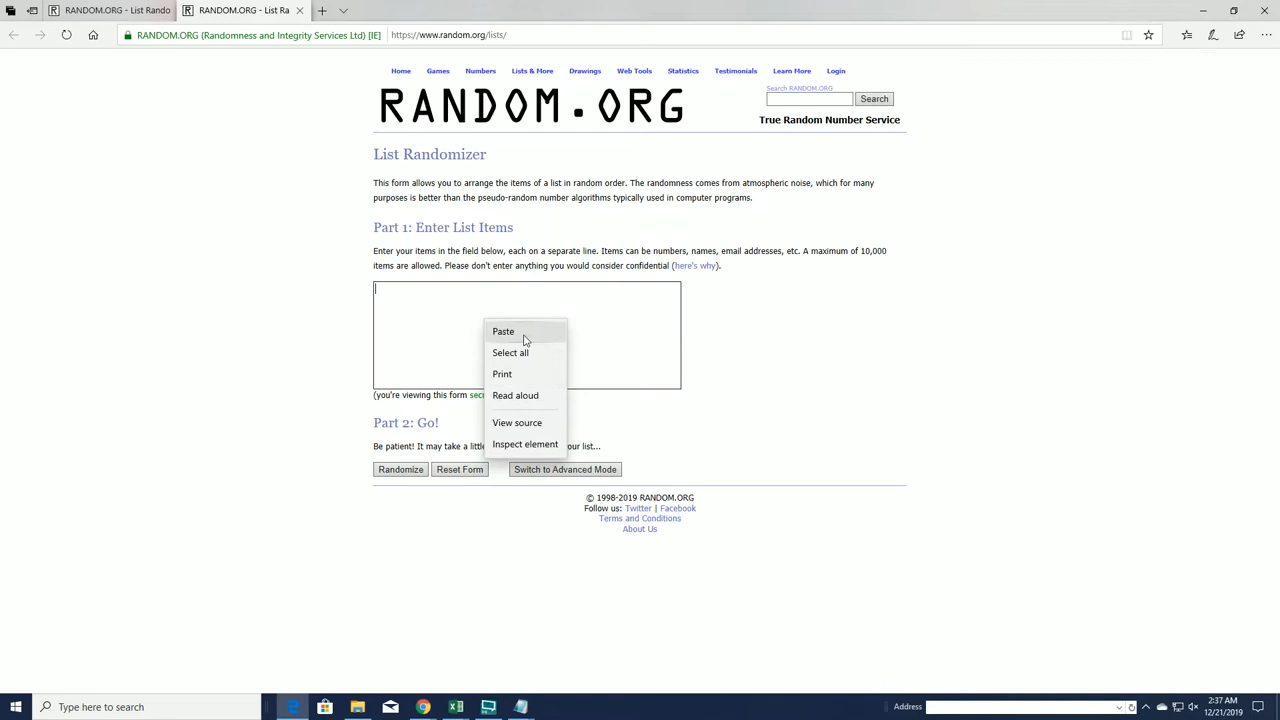 RANDOM.ORG - List Rando
RANDOM.ORG - List Ra
RANDOM.ORG (Randomness and Integrity Services Ltd) [IE]
https://www.random.org/lists/
Home Games Numbers Lists & More Drawings Web Tools Statistics Testimonials Learn More Login
RANDOM.ORG
Search RANDOM.ORG
Search
True Random Number Service
List Randomizer
This form allows you to arrange the items of a list in random order. The randomness comes from atmospheric noise, which for many
purposes is better than the pseudo-random number algorithms typically used in computer programs.
Part 1: Enter List Items
Enter your items in the field below, each on a separate line. Items can be numbers, names, email addresses, etc. A maximum of 10,000
items are allowed. Please don't enter anything you would consider confidential (here's why).
Paste
Select all
Print
Read aloud
View source
Inspect element
(you're viewing this form
Part 2: Go!
Be patient! It may take a your list...
Randomize Reset Form Switch to Advanced Mode
© 1998-2019 RANDOM.ORG
Follow us: Twitter | Facebook
Terms and Conditions
About Us
Type here to search
Address
2:37 AM
12/21/2019